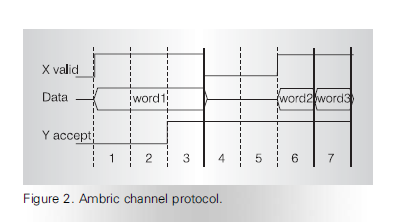 X valid
Data word1 word2 word3
Y accept
1 2 3 4 5 6 7
Figure 2. Ambric channel protocol.